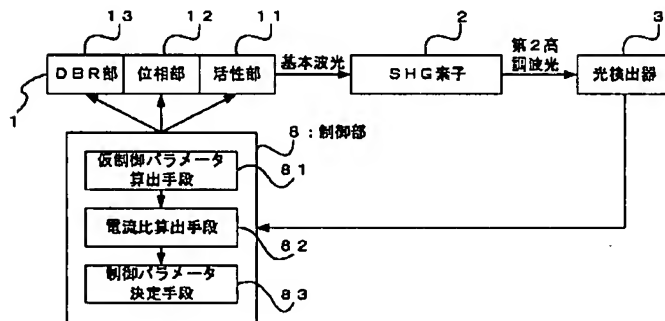 13
12
11
2
3
DBR部
位相部
活性部
基本波光
SHG素子
第2高
調波光
光検出器
1
8:制御部
仮制御パラメータ
算出手段
81
電流比算出手段
82
制御パラメータ
決定手段
83